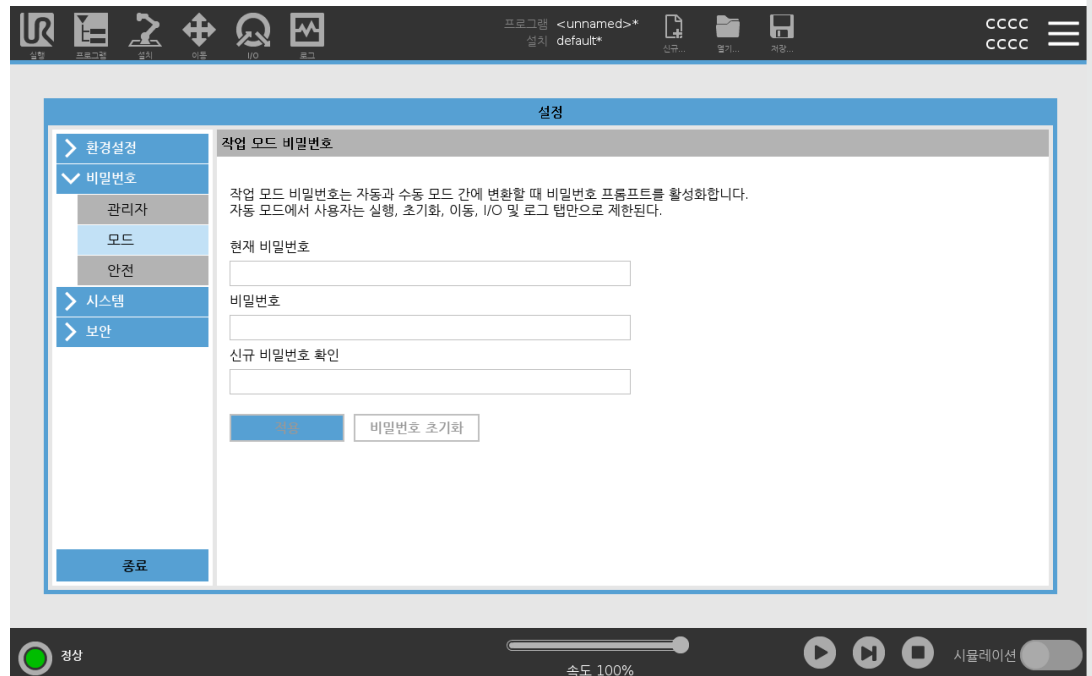 프로그램 <unnamed>*
설치 default*
cccc
cccc
실행 프로그램 설치 이동 I/O 로그 신규... 열기... 저장...
설정
환경설정
비밀번호
관리자
모드
안전
시스템
보안
종료
작업 모드 비밀번호
작업 모드 비밀번호는 자동과 수동 모드 간에 변환할 때 비밀번호 프롬프트를 활성화합니다.
자동 모드에서 사용자는 실행, 초기화, 이동, I/O 및 로그 탭만으로 제한된다.
현재 비밀번호
비밀번호
신규 비밀번호 확인
적용 비밀번호 초기화
정상
속도 100%
시뮬레이션